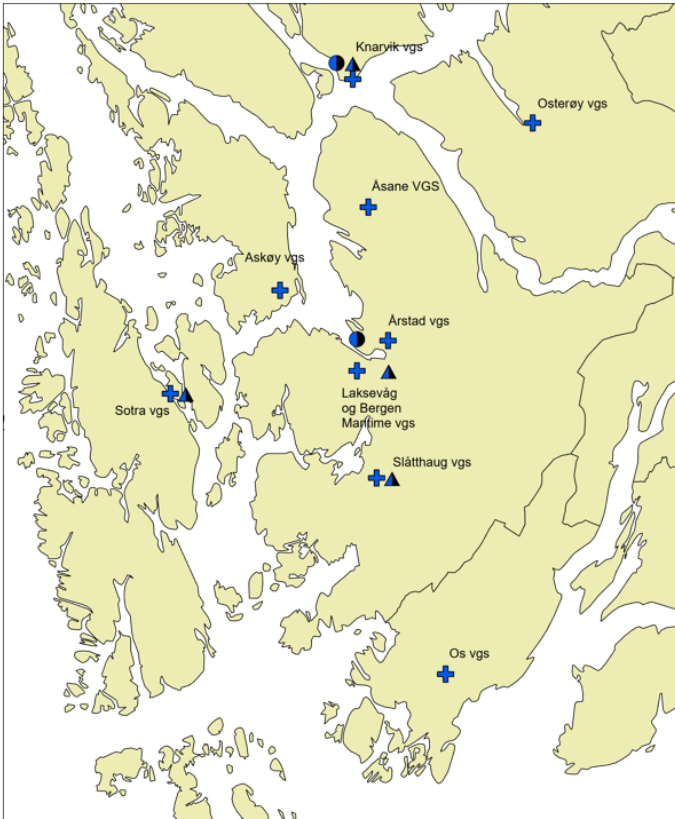 Knarvik vgs
Osterøy vgs
Åsane VGS
Askøy vgs
Årstad vgs
Laksevåg
og Bergen
Maritime vgs
Sotra vgs
Slåtthaug vgs
Os vgs